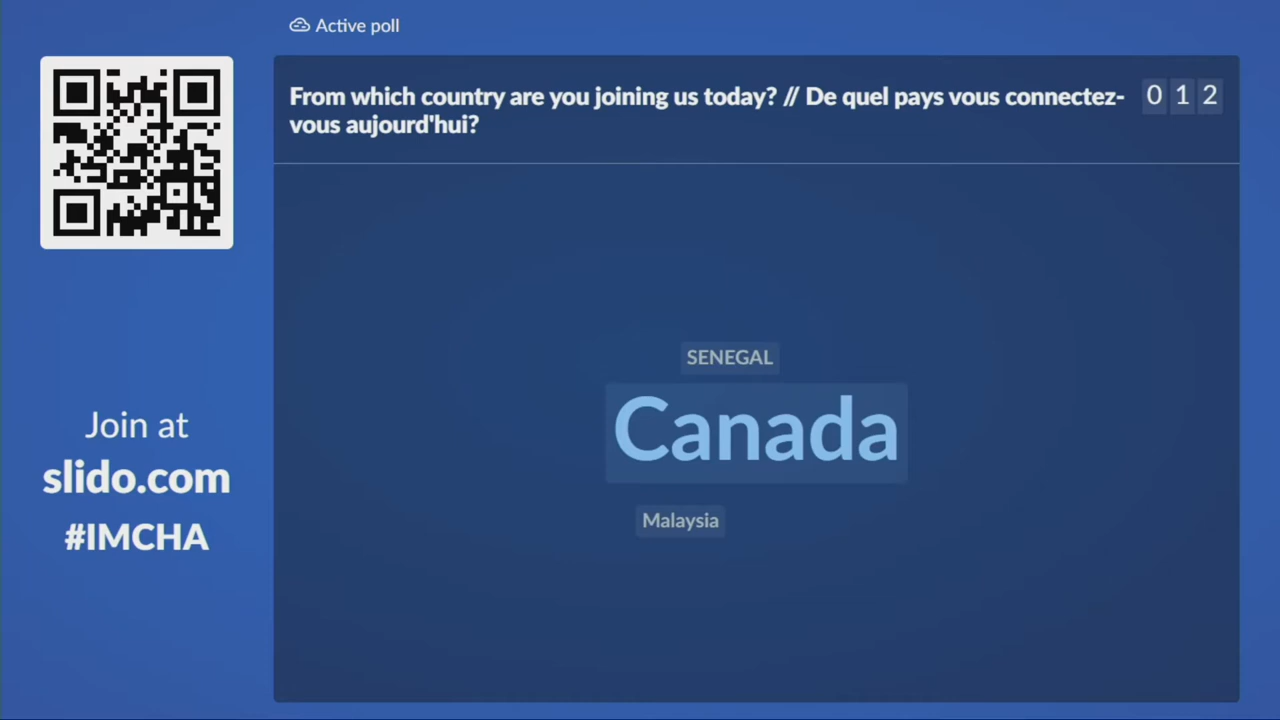 Active poll
From which country are you joining us today? // De quel pays vous connectez-
vous aujourd'hui?
0 1 2
SENEGAL
Canada
Malaysia
Join at
slido.com
#IMCHA